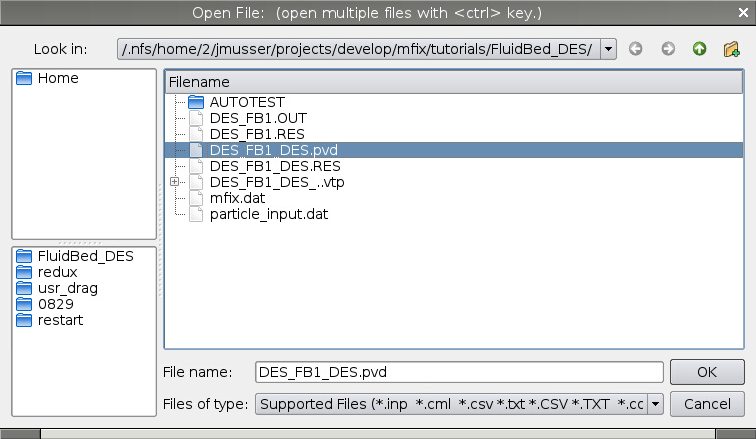 Open File: (open multiple files with <ctrl> key.)
Look in: /.nfs/home/2/jmusser/projects/develop/mfix/tutorials/FluidBed_DES/
Home
Filename
AUTOTEST
DES_FB1.OUT
DES_FB1.RES
DES_FB1_DES.pvd
DES_FB1_DES.RES
DES_FB1_DES_..vtp
mfix.dat
particle_input.dat
FluidBed_DES
redux
usr_drag
0829
restart
File name: DES_FB1_DES.pvd OK
Files of type: Supported Files (*.inp *.cml *.csv *.txt *.CSV *.TXT *.cc Cancel